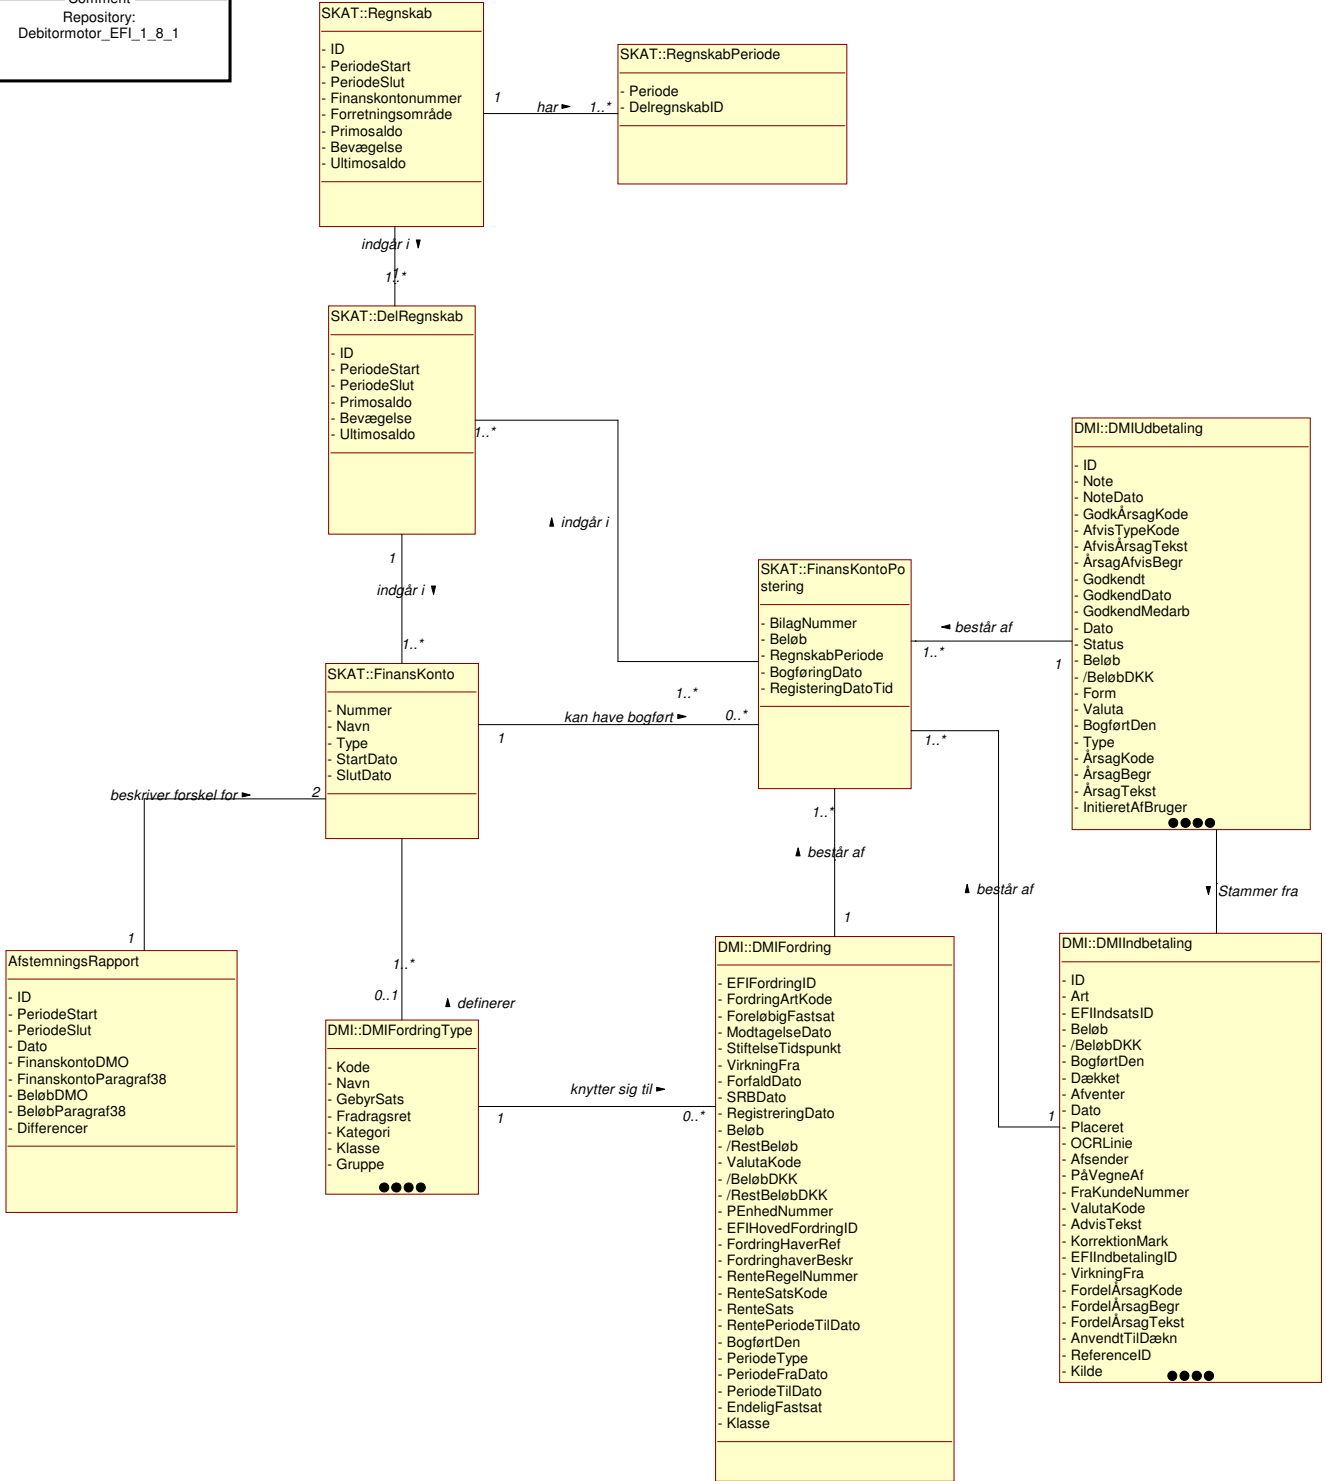 Comment
Repository:
Debitormotor_EFI_1_8_1
SKAT::Regnskab
- ID
- PeriodeStart
- PeriodeSlut
- Finanskontonummer
- Forretningsområde
- Primosaldo
- Bevægelse
- Ultimosaldo
1
har ►
1..*
SKAT::RegnskabPeriode
- Periode
- DelregnskabID
indgår i ▼
1
1..*
SKAT::DelRegnskab
- ID
- PeriodeStart
- PeriodeSlut
- Primosaldo
- Bevægelse
- Ultimosaldo
1..*
▲ indgår i
1
indgår i ▼
1..*
SKAT::FinansKonto
- Nummer
- Navn
- Type
- StartDato
- SlutDato
1
kan have bogført ►
1..*
0..*
SKAT::FinansKontoPo
stering
- BilagNummer
- Beløb
- RegnskabPeriode
- BogføringDato
- RegisteringDatoTid
◄ består af
1..*
1
DMI::DMIUdbetaling
- ID
- Note
- NoteDato
- GodkÅrsagKode
- AfvisTypeKode
- AfvisÅrsagTekst
- ÅrsagAfvisBegr
- Godkendt
- GodkendDato
- GodkendMedarb
- Dato
- Status
- Beløb
- /BeløbDKK
- Form
- Valuta
- BogførtDen
- Type
- ÅrsagKode
- ÅrsagBegr
- ÅrsagTekst
- InitieretAfBruger
beskriver forskel for ►
2
1
AfstemningsRapport
- ID
- PeriodeStart
- PeriodeSlut
- Dato
- FinanskontoDMO
- FinanskontoParagraf38
- BeløbDMO
- BeløbParagraf38
- Differencer
1..*
0..1
▲ definerer
DMI::DMIFordringType
- Kode
- Navn
- GebyrSats
- Fradragsret
- Kategori
- Klasse
- Gruppe
1
knytter sig til ►
0..*
1..*
▲ består af
1
DMI::DMIFordring
- EFIFordringID
- FordringArtKode
- ForeløbigFastsat
- ModtagelseDato
- StiftelseTidspunkt
- VirkningFra
- ForfaldDato
- SRBDato
- RegistreringDato
- Beløb
- /RestBeløb
- ValutaKode
- /BeløbDKK
- /RestBeløbDKK
- PEnhedNummer
- EFIHovedFordringID
- FordringHaverRef
- FordringhaverBeskr
- RenteRegelNummer
- RenteSatsKode
- RenteSats
- RentePeriodeTilDato
- BogførtDen
- PeriodeType
- PeriodeFraDato
- PeriodeTilDato
- EndeligFastsat
- Klasse
1..*
▲ består af
1
▼ Stammer fra
DMI::DMIIndbetaling
- ID
- Art
- EFIIndsatsID
- Beløb
- /BeløbDKK
- BogførtDen
- Dækket
- Afventer
- Dato
- Placeret
- OCRLinie
- Afsender
- PåVegneAf
- FraKundeNummer
- ValutaKode
- AdvisTekst
- KorrektionMark
- EFIIndbetalingID
- VirkningFra
- FordelÅrsagKode
- FordelÅrsagBegr
- FordelÅrsagTekst
- AnvendtTilDækn
- ReferenceID
- Kilde